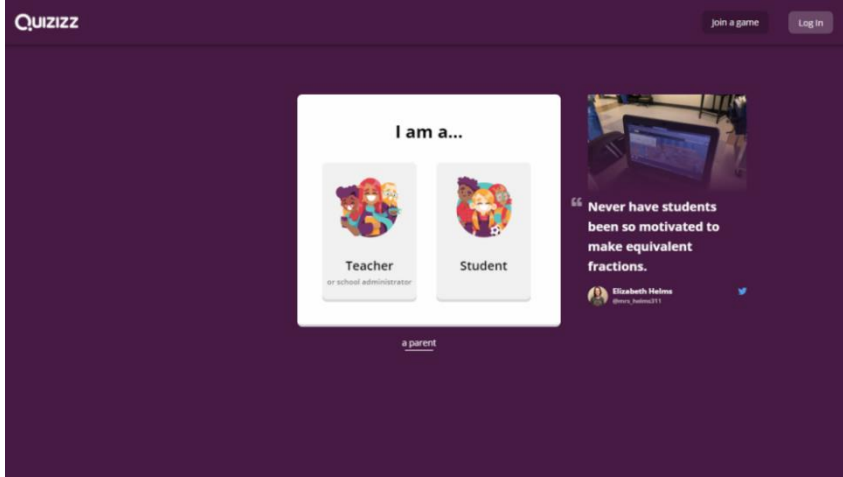 QUIZIZZ
Join a game
Log in
I am a...
Teacher
or school administrator
Student
a parent
“ Never have students
been so motivated to
make equivalent
fractions.
Elizabeth Helms
@mrs_helms211